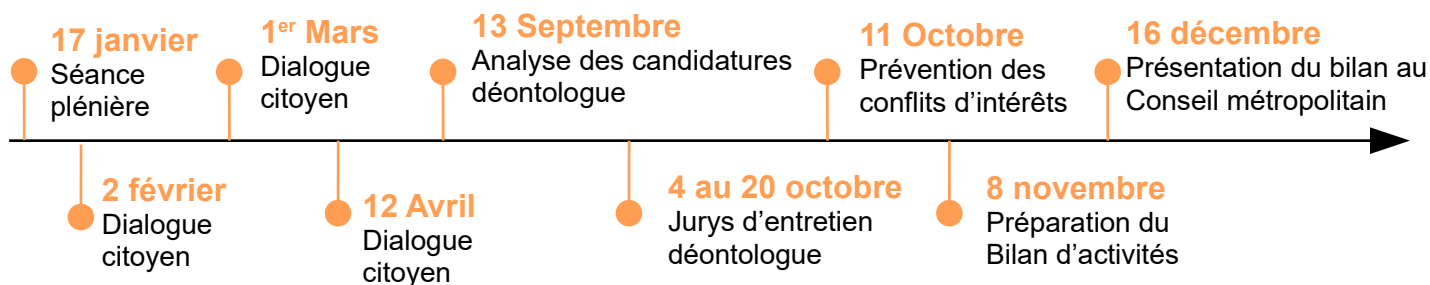 17 janvier
Séance
plénière
1er Mars
Dialogue
citoyen
13 Septembre
Analyse des candidatures
déontologue
11 Octobre
Prévention des
conflits d’intérêts
16 décembre
Présentation du bilan au
Conseil métropolitain
2 février
Dialogue
citoyen
12 Avril
Dialogue
citoyen
4 au 20 octobre
Jurys d’entretien
déontologue
8 novembre
Préparation du
Bilan d’activités